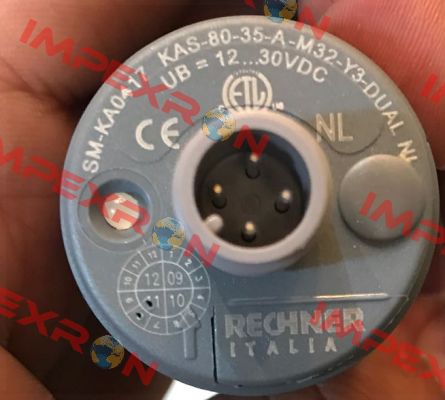 KAS-80-35-A-M32-Y3-DUAL NL
SM-KA0417 UB = 12...30VDC
ETL
CE
NL
12 09
11 10
RECHNER
ITALIA
IMPEXRON